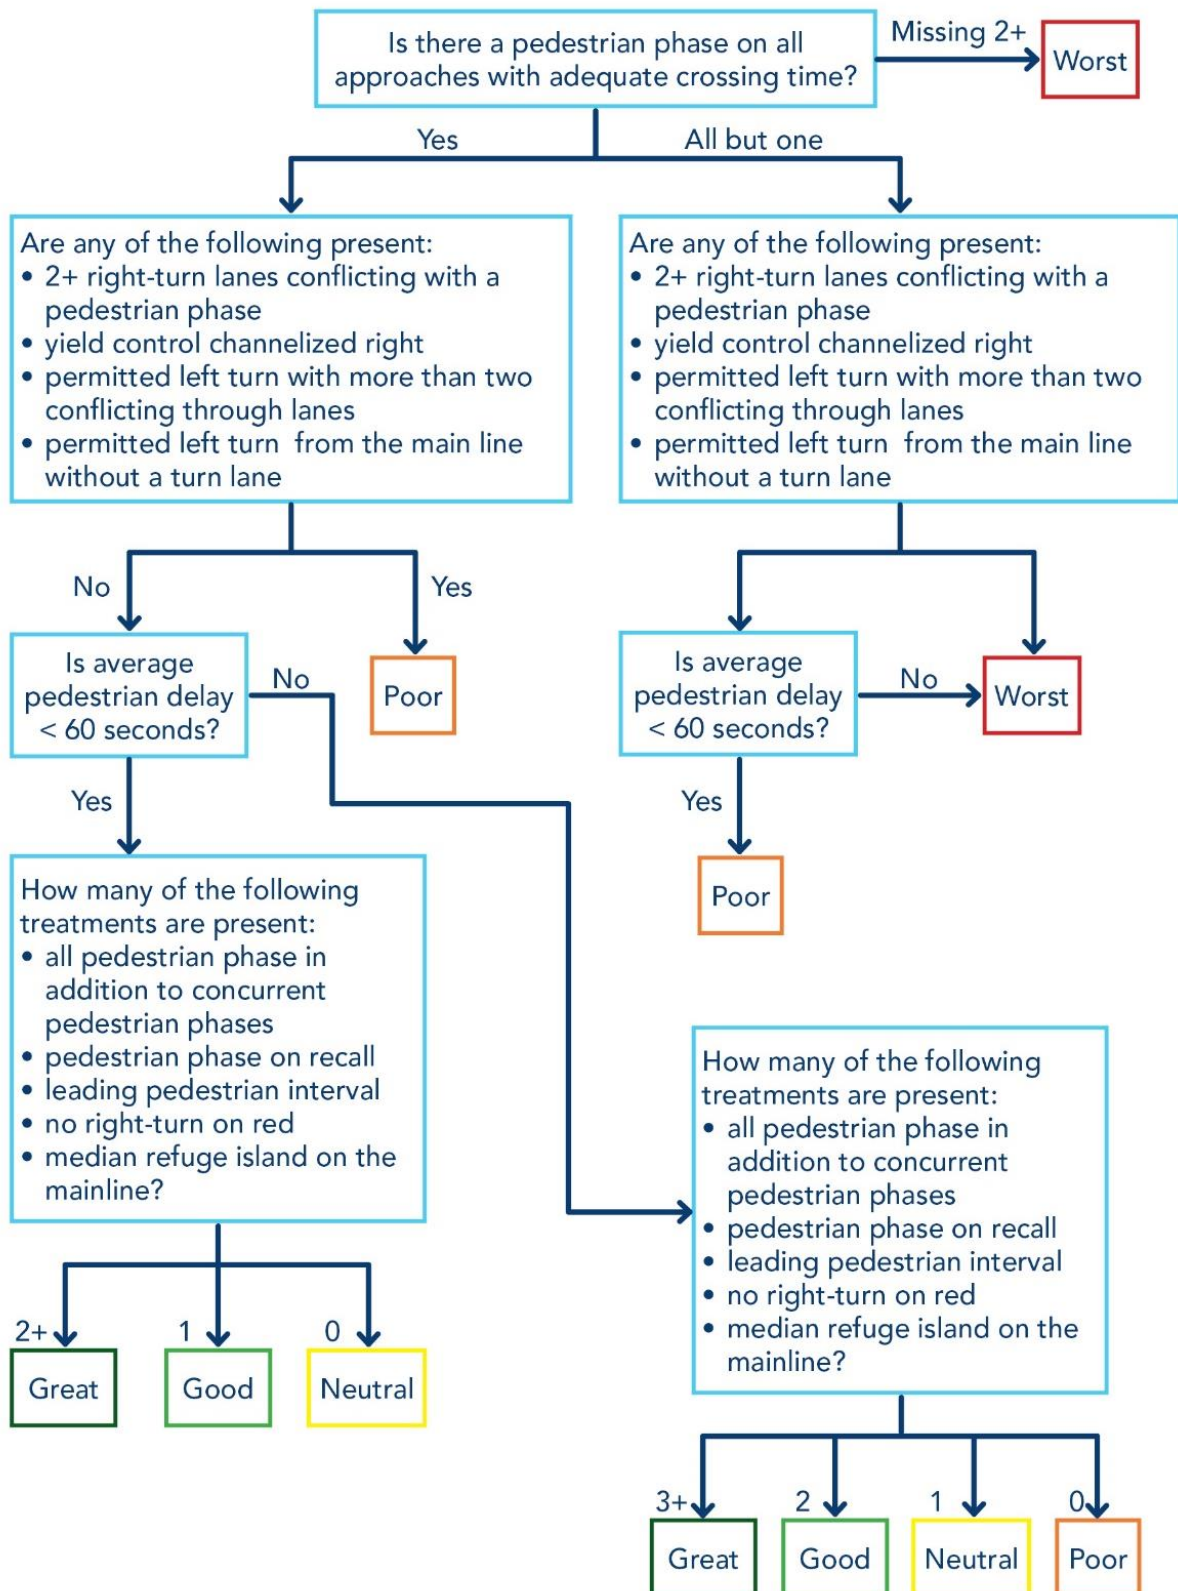 Is there a pedestrian phase on all
approaches with adequate crossing time?
Missing 2+
Worst
Yes
All but one
Are any of the following present:
• 2+ right-turn lanes conflicting with a
pedestrian phase
• yield control channelized right
• permitted left turn with more than two
conflicting through lanes
• permitted left turn from the main line
without a turn lane
Are any of the following present:
• 2+ right-turn lanes conflicting with a
pedestrian phase
• yield control channelized right
• permitted left turn with more than two
conflicting through lanes
• permitted left turn from the main line
without a turn lane
No
Yes
Is average
pedestrian delay
< 60 seconds?
No
Poor
Is average
pedestrian delay
< 60 seconds?
No
Worst
Yes
Yes
Poor
How many of the following
treatments are present:
• all pedestrian phase in
addition to concurrent
pedestrian phases
• pedestrian phase on recall
• leading pedestrian interval
• no right-turn on red
• median refuge island on the
mainline?
How many of the following
treatments are present:
• all pedestrian phase in
addition to concurrent
pedestrian phases
• pedestrian phase on recall
• leading pedestrian interval
• no right-turn on red
• median refuge island on the
mainline?
2+
1
0
Great
Good
Neutral
3+
2
1
0
Great
Good
Neutral
Poor